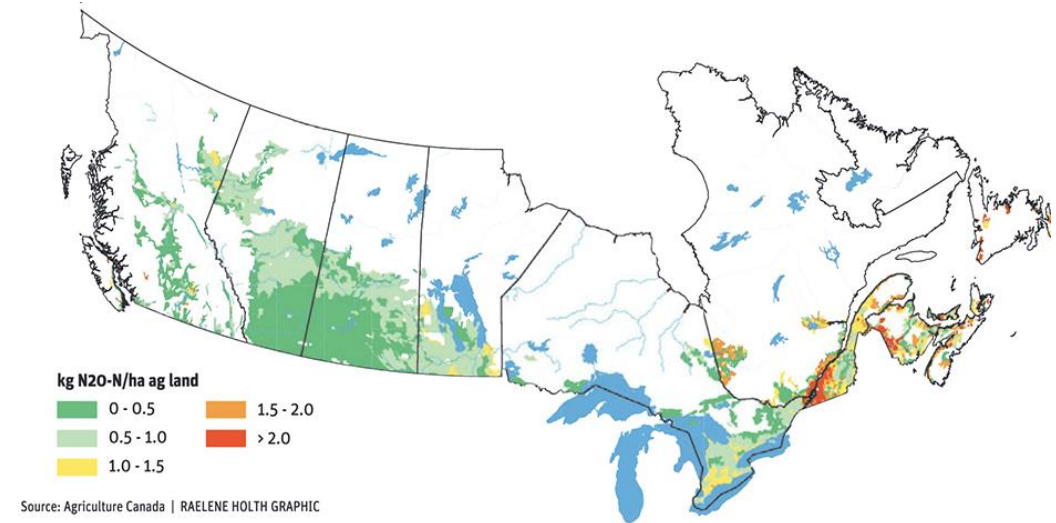 kg N2O-N/ha ag land
0 - 0.5
0.5 - 1.0
1.0 - 1.5
1.5 - 2.0
> 2.0
Source: Agriculture Canada | RAELENE HOLTH GRAPHIC